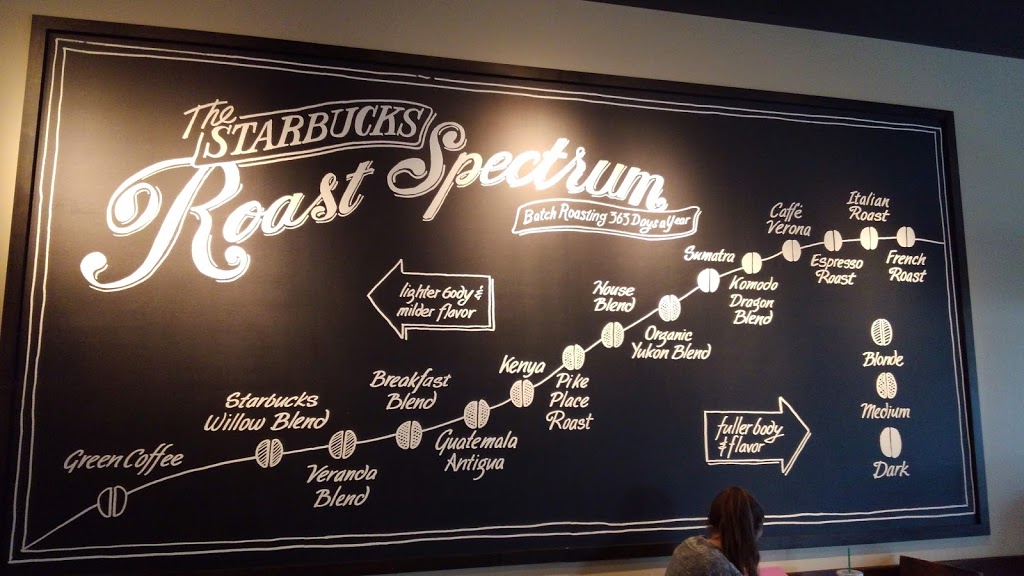 The
STARBUCKS
Roast Spectrum
Batch Roasting 365 Days a Year
lighter body &
milder flavor
Green Coffee
Starbucks
Willow Blend
Veranda
Blend
Breakfast
Blend
Guatemala
Antigua
Kenya
Pike
Place
Roast
House
Blend
Organic
Yukon Blend
Sumatra
Komodo
Dragon
Blend
Caffè
Verona
Espresso
Roast
Italian
Roast
French
Roast
fuller body
& flavor
Blonde
Medium
Dark